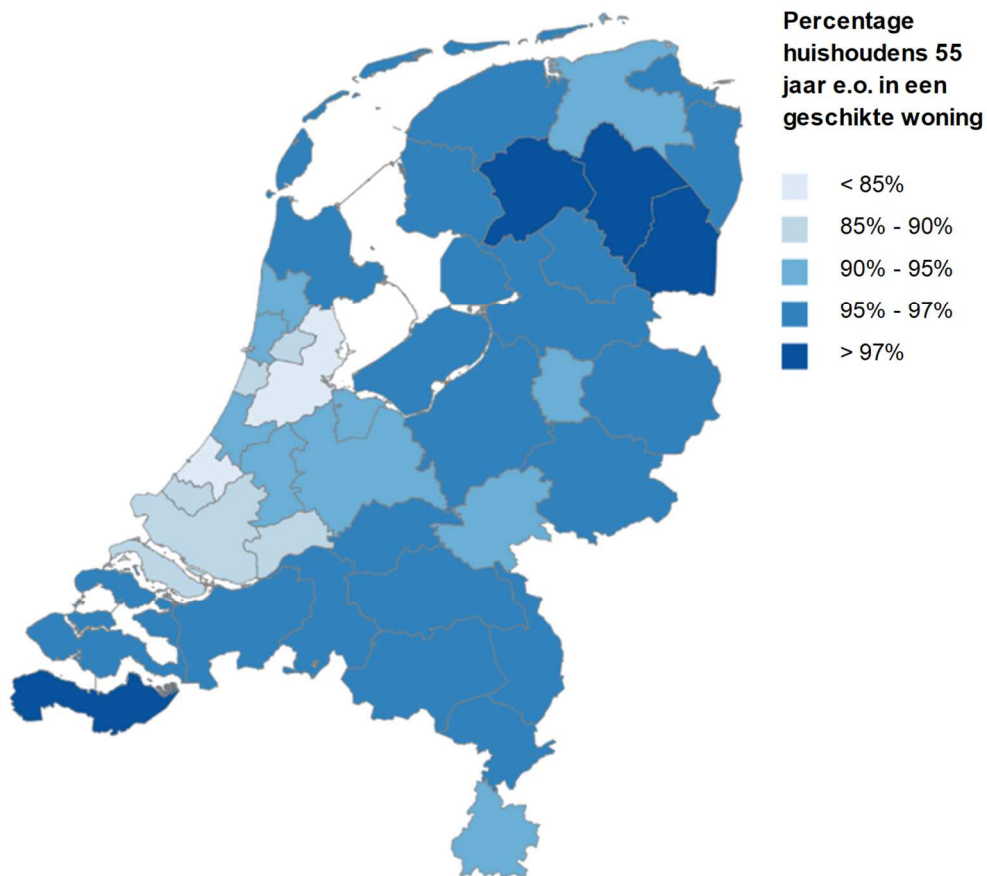 Percentage
huishoudens 55
jaar e.o. in een
geschikte woning
< 85%
85% - 90%
90% - 95%
95% - 97%
> 97%